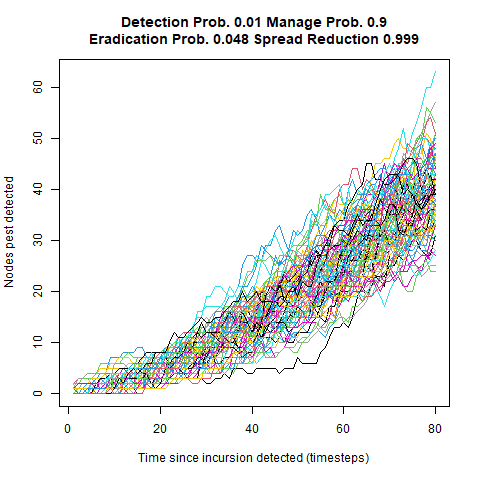 Detection Prob. 0.01 Manage Prob. 0.9
Eradication Prob. 0.048 Spread Reduction 0.999
60
50
40
30
20
10
0
Nodes pest detected
0 20 40 60 80
Time since incursion detected (timesteps)